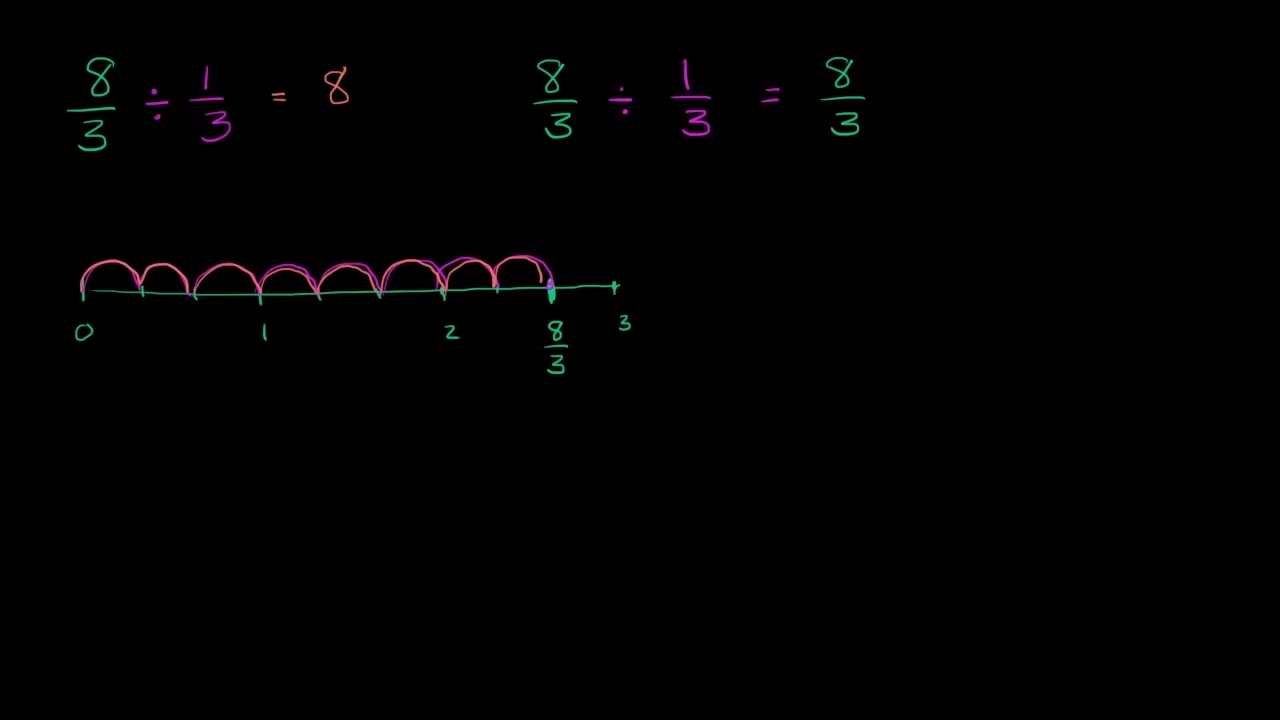 8/3 ÷ 1/3 = 8
8/3 ÷ 1/3 = 8/3
0 1 2 8/3 3